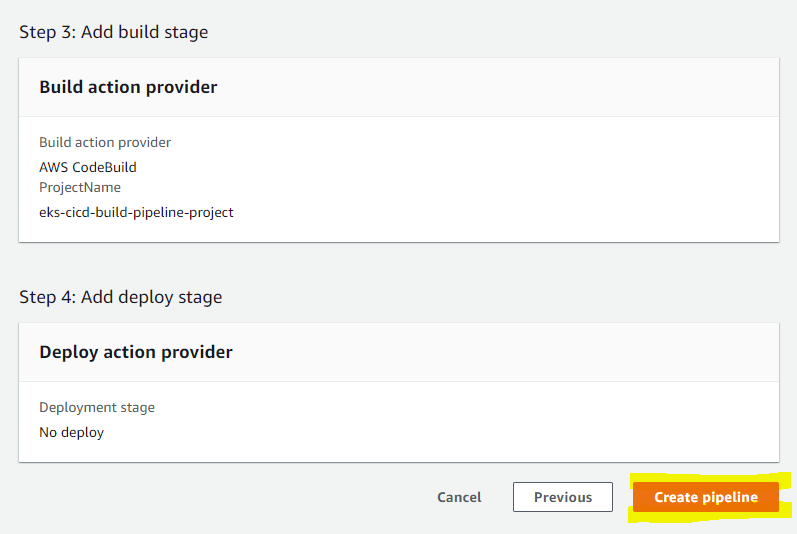 Step 3: Add build stage
Build action provider
Build action provider
AWS CodeBuild
ProjectName
eks-cicd-build-pipeline-project
Step 4: Add deploy stage
Deploy action provider
Deployment stage
No deploy
Cancel
Previous
Create pipeline